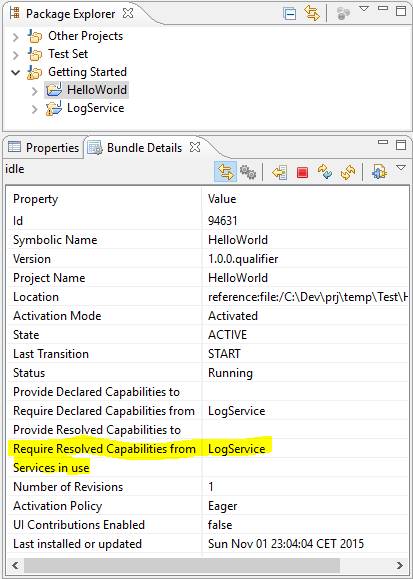 Package Explorer
Other Projects
Test Set
Getting Started
HelloWorld
LogService
Properties Bundle Details
idle
Property Value
Id 94631
Symbolic Name HelloWorld
Version 1.0.0.qualifier
Project Name HelloWorld
Location reference:file:/C:\Dev\prj\temp\Test\H
Activation Mode Activated
State ACTIVE
Last Transition START
Status Running
Provide Declared Capabilities to
Require Declared Capabilities from LogService
Provide Resolved Capabilities to
Require Resolved Capabilities from LogService
Services in use
Number of Revisions 1
Activation Policy Eager
UI Contributions Enabled false
Last installed or updated Sun Nov 01 23:04:04 CET 2015